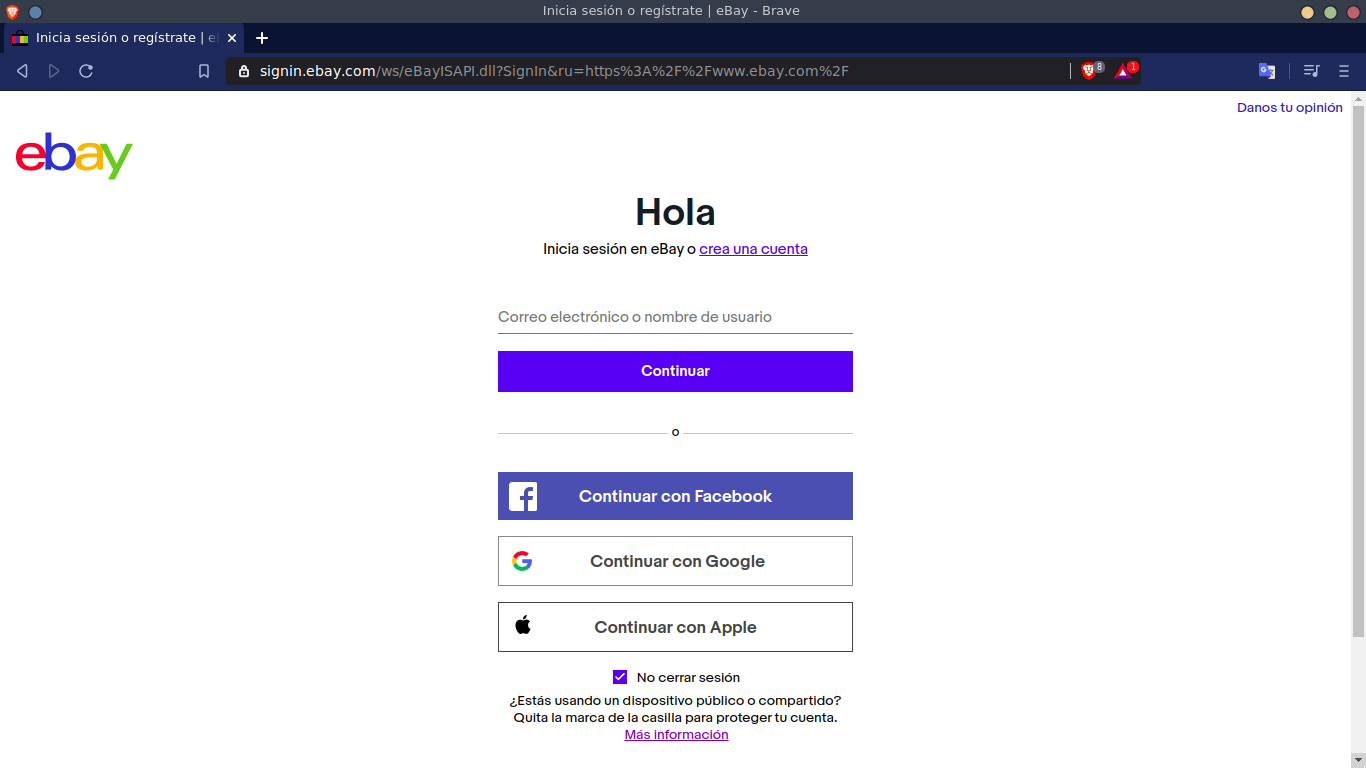 Inicia sesión o regístrate | eBay - Brave
Inicia sesión o regístrate | e
signin.ebay.com/ws/eBayISAPI.dll?SignIn&ru=https%3A%2F%2Fwww.ebay.com%2F
8
1
Danos tu opinión
ebay
Hola
Inicia sesión en eBay o crea una cuenta
Correo electrónico o nombre de usuario
Continuar
o
Continuar con Facebook
Continuar con Google
Continuar con Apple
No cerrar sesión
¿Estás usando un dispositivo público o compartido?
Quita la marca de la casilla para proteger tu cuenta.
Más información